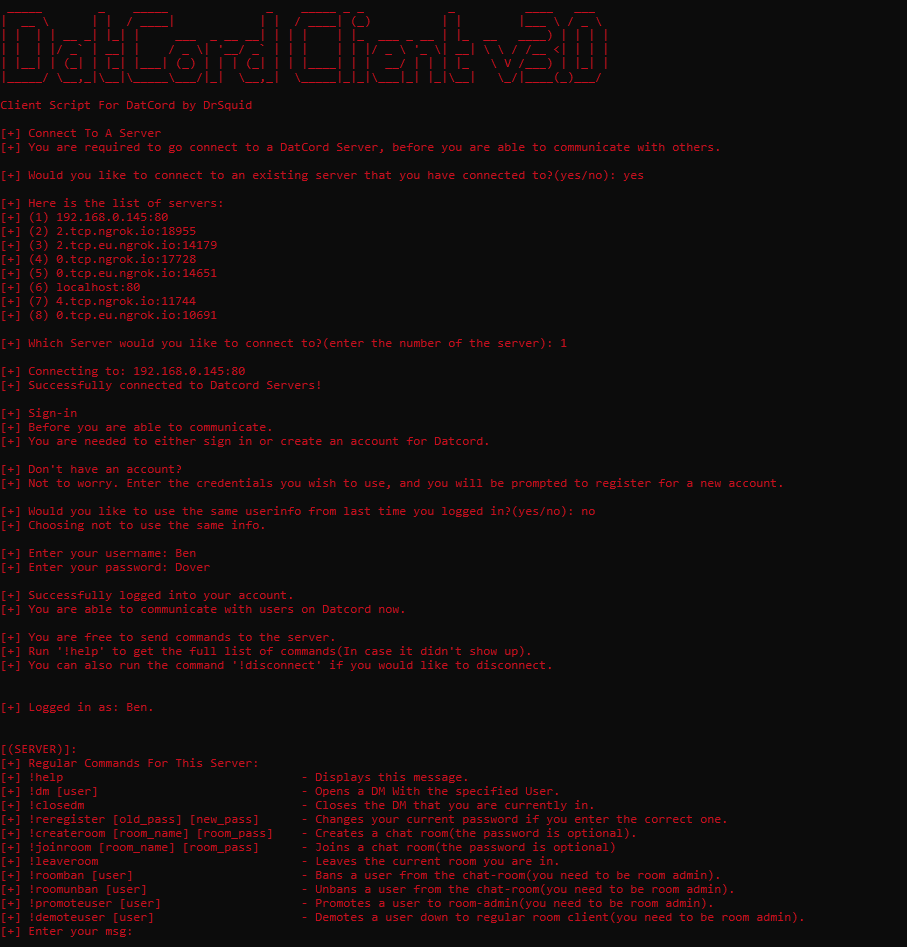 DatCord Client v3.0
Client Script For DatCord by DrSquid
[+] Connect To A Server
[+] You are required to go connect to a DatCord Server, before you are able to communicate with others.
[+] Would you like to connect to an existing server that you have connected to?(yes/no): yes
[+] Here is the list of servers:
[+] (1) 192.168.0.145:80
[+] (2) 2.tcp.ngrok.io:18955
[+] (3) 2.tcp.eu.ngrok.io:14179
[+] (4) 0.tcp.ngrok.io:17728
[+] (5) 0.tcp.eu.ngrok.io:14651
[+] (6) localhost:80
[+] (7) 4.tcp.ngrok.io:11744
[+] (8) 0.tcp.eu.ngrok.io:10691
[+] Which Server would you like to connect to?(enter the number of the server): 1
[+] Connecting to: 192.168.0.145:80
[+] Successfully connected to Datcord Servers!
[+] Sign-in
[+] Before you are able to communicate.
[+] You are needed to either sign in or create an account for Datcord.
[+] Don't have an account?
[+] Not to worry. Enter the credentials you wish to use, and you will be prompted to register for a new account.
[+] Would you like to use the same userinfo from last time you logged in?(yes/no): no
[+] Choosing not to use the same info.
[+] Enter your username: Ben
[+] Enter your password: Dover
[+] Successfully logged into your account.
[+] You are able to communicate with users on Datcord now.
[+] You are free to send commands to the server.
[+] Run '!help' to get the full list of commands(In case it didn't show up).
[+] You can also run the command '!disconnect' if you would like to disconnect.
[+] Logged in as: Ben.
[(SERVER)]:
[+] Regular Commands For This Server:
[+] !help - Displays this message.
[+] !dm [user] - Opens a DM With the specified User.
[+] !closedm - Closes the DM that you are currently in.
[+] !reregister [old_pass] [new_pass] - Changes your current password if you enter the correct one.
[+] !createroom [room_name] [room_pass] - Creates a chat room(the password is optional).
[+] !joinroom [room_name] [room_pass] - Joins a chat room(the password is optional)
[+] !leaveroom - Leaves the current room you are in.
[+] !roomban [user] - Bans a user from the chat-room(you need to be room admin).
[+] !roomunban [user] - Unbans a user from the chat-room(you need to be room admin).
[+] !promoteuser [user] - Promotes a user to room-admin(you need to be room admin).
[+] !demoteuser [user] - Demotes a user down to regular room client(you need to be room admin).
[+] Enter your msg: